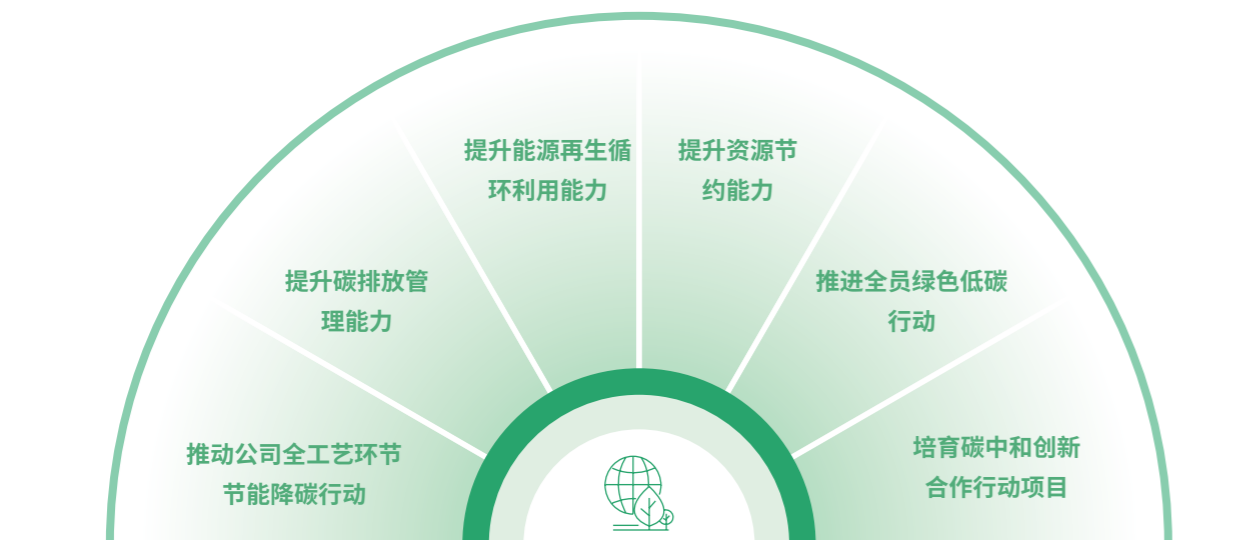 提升能源再生循
环利用能力
提升资源节
约能力
提升碳排放管
理能力
推进全员绿色低碳
行动
推动公司全工艺环节
节能降碳行动
培育碳中和创新
合作行动项目